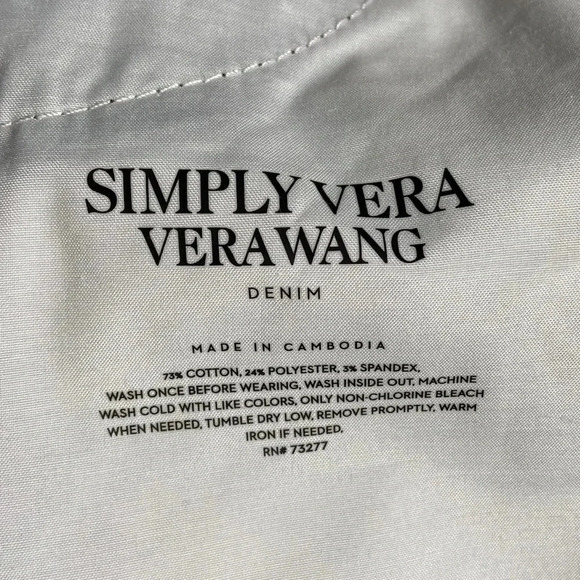 SIMPLY VERA
VERA WANG
DENIM
MADE IN CAMBODIA
73% COTTON, 24% POLYESTER, 3% SPANDEX,
WASH ONCE BEFORE WEARING, WASH INSIDE OUT, MACHINE
WASH COLD WITH LIKE COLORS, ONLY NON-CHLORINE BLEACH
WHEN NEEDED, TUMBLE DRY LOW, REMOVE PROMPTLY, WARM
IRON IF NEEDED.
RN# 73277